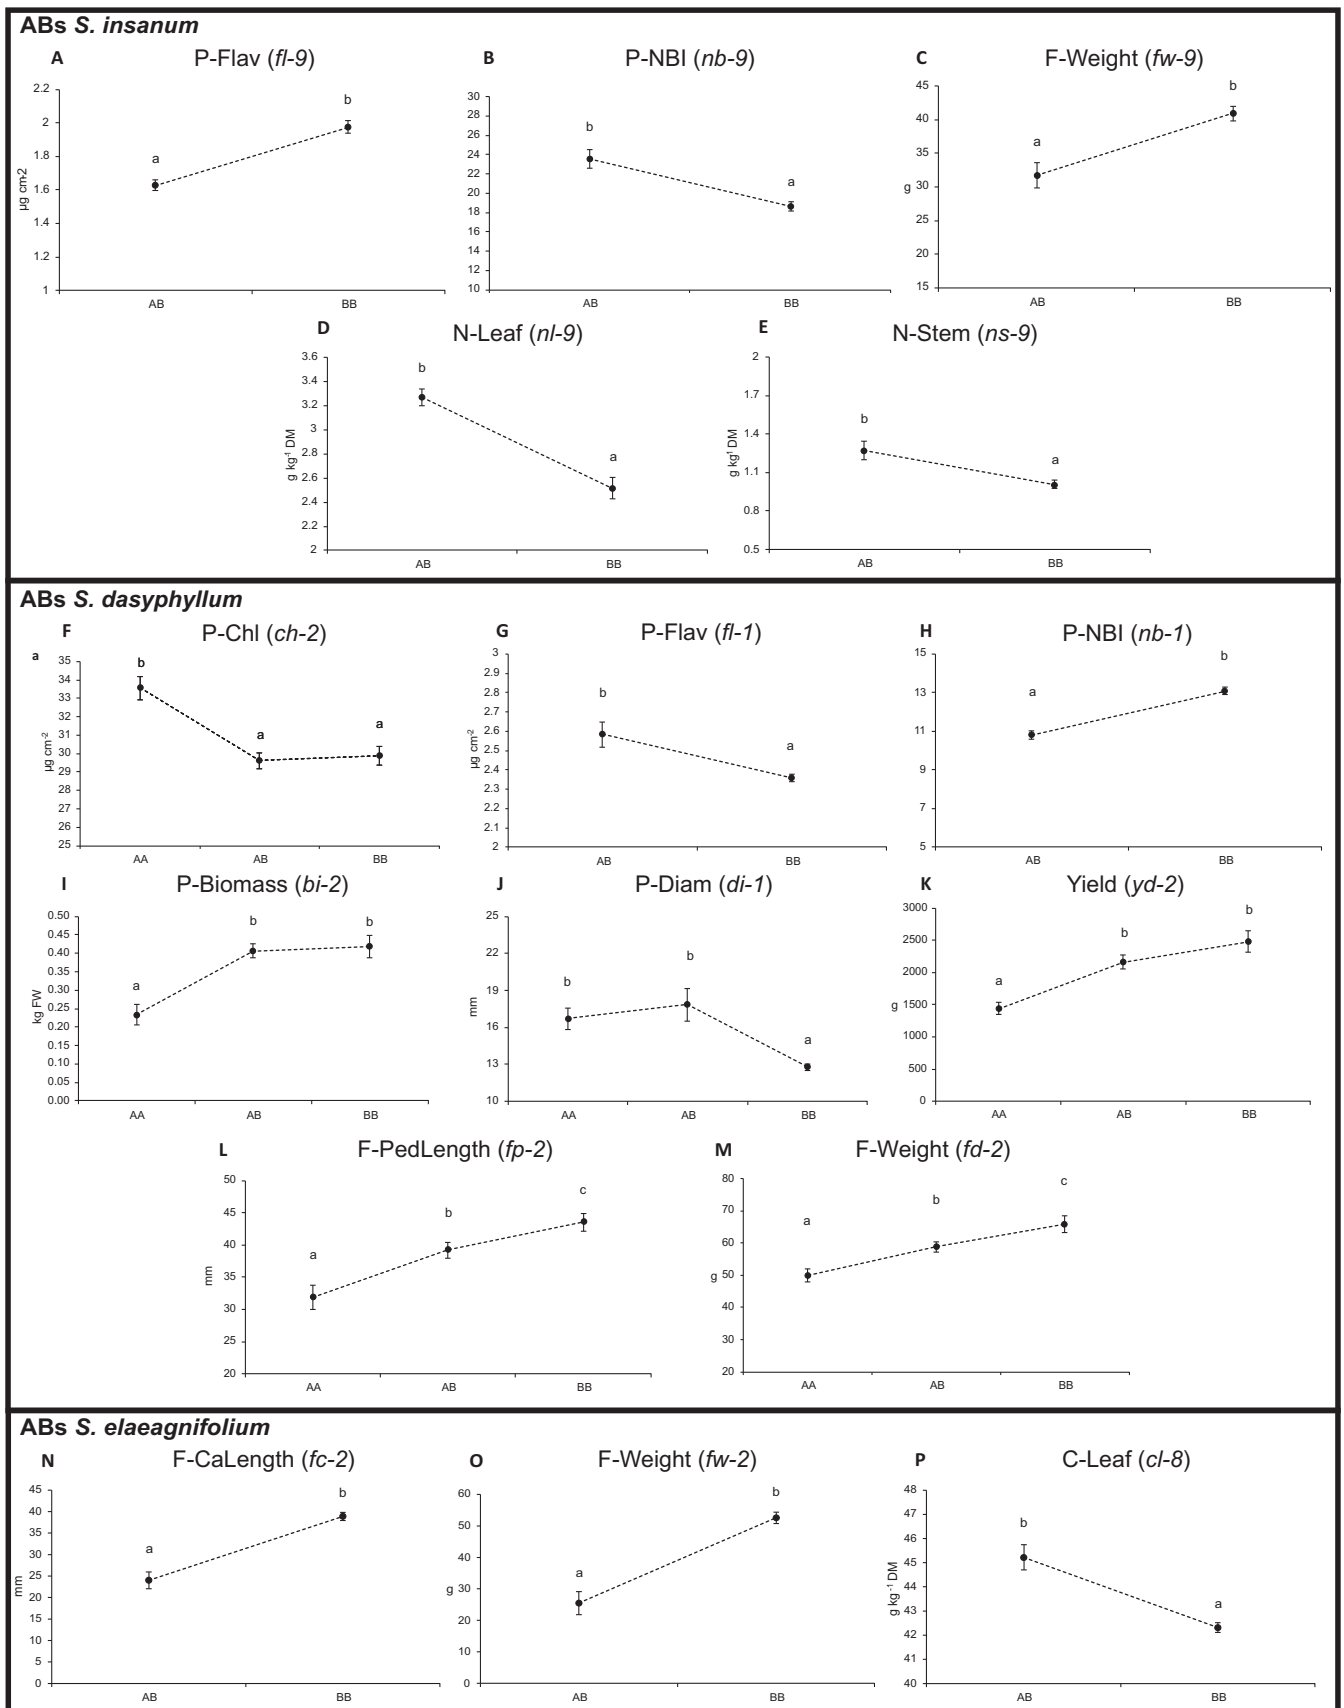 ABs S. insanum
A P-Flav (fl-9)
2.2
2
1.8
1.6
1.4
1.2
1
µg cm-2
a
b
AB BB
B P-NBI (nb-9)
30
28
26
24
22
20
18
16
14
12
10
b
a
AB BB
C F-Weight (fw-9)
45
40
35
30
25
20
15
g
a
b
AB BB
D N-Leaf (nl-9)
3.6
3.4
3.2
3
2.8
2.6
2.4
2.2
2
g kg-1 DM
b
a
AB BB
E N-Stem (ns-9)
2
1.7
1.4
1.1
0.8
0.5
g kg1 DM
b
a
AB BB
ABs S. dasyphyllum
F P-Chl (ch-2)
a
35
34
33
32
31
30
29
28
27
26
25
µg cm-2
b
a
a
AA AB BB
G P-Flav (fl-1)
3
2.9
2.8
2.7
2.6
2.5
2.4
2.3
2.2
2.1
2
µg cm-2
b
a
AB BB
H P-NBI (nb-1)
15
13
11
9
7
5
a
b
AB BB
I P-Biomass (bi-2)
0.50
0.45
0.40
0.35
0.30
0.25
0.20
0.15
0.10
0.05
0.00
kg FW
a
b
b
AA AB BB
J P-Diam (di-1)
25
22
19
16
13
10
mm
b
b
a
AA AB BB
K Yield (yd-2)
3000
2500
2000
1500
1000
500
0
g
a
b
b
AA AB BB
L F-PedLength (fp-2)
50
45
40
35
30
25
20
mm
a
b
c
AA AB BB
M F-Weight (fd-2)
80
70
60
50
40
30
20
g
a
b
c
AA AB BB
ABs S. elaeagnifolium
N F-CaLength (fc-2)
45
40
35
30
25
20
15
10
5
0
mm
a
b
AB BB
O F-Weight (fw-2)
60
50
40
30
20
10
0
g
a
b
AB BB
P C-Leaf (cl-8)
48
47
46
45
44
43
42
41
40
g kg-1 DM
b
a
AB BB